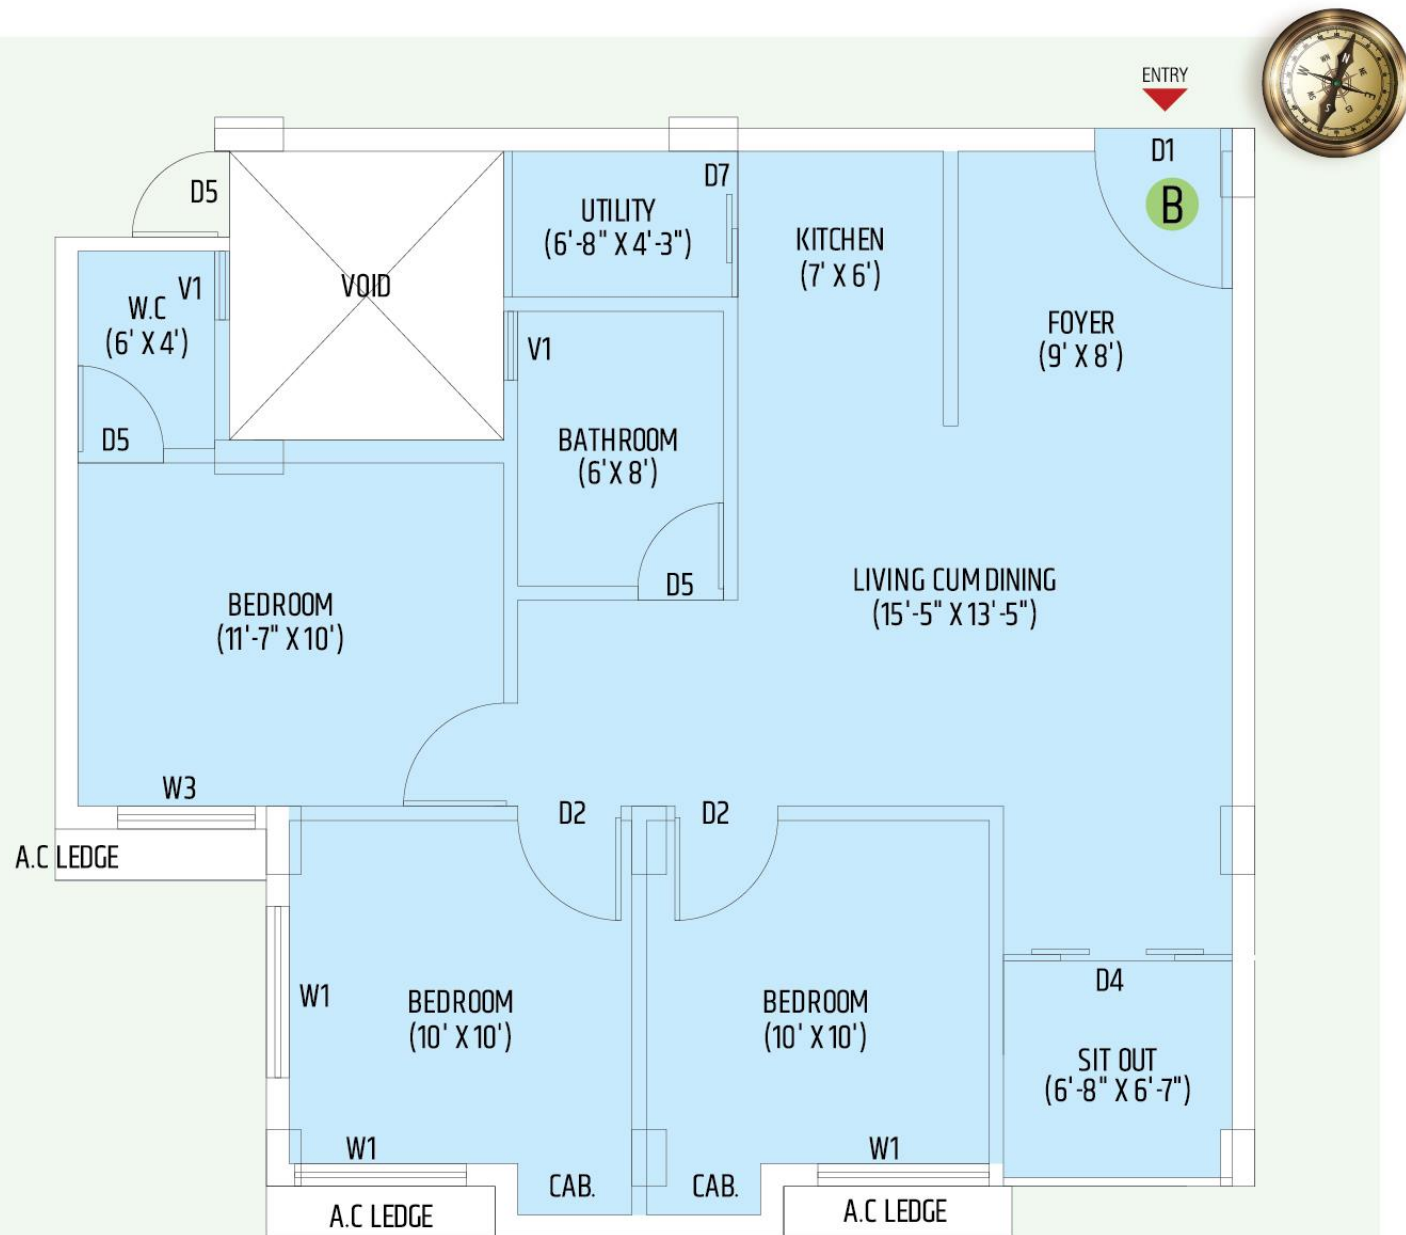 ENTRY
D1
B
D5
D7
UTILITY
(6'-8" X 4'-3")
KITCHEN
(7' X 6')
VOID
V1
W.C
(6' X 4')
FOYER
(9' X 8')
V1
D5
BATHROOM
(6'X 8')
D5
LIVING CUM DINING
(15'-5" X 13'-5")
BEDROOM
(11'-7" X 10')
W3
D2
D2
A.C LEDGE
W1
BEDROOM
(10' X 10')
BEDROOM
(10' X 10')
D4
SIT OUT
(6'-8" X 6'-7")
W1
W1
CAB.
CAB.
A.C LEDGE
A.C LEDGE
N
NE
E
S
W